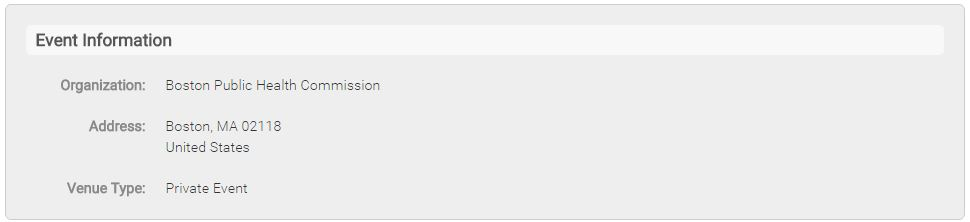 Event Information
Organization: Boston Public Health Commission
Address: Boston, MA 02118
United States
Venue Type: Private Event